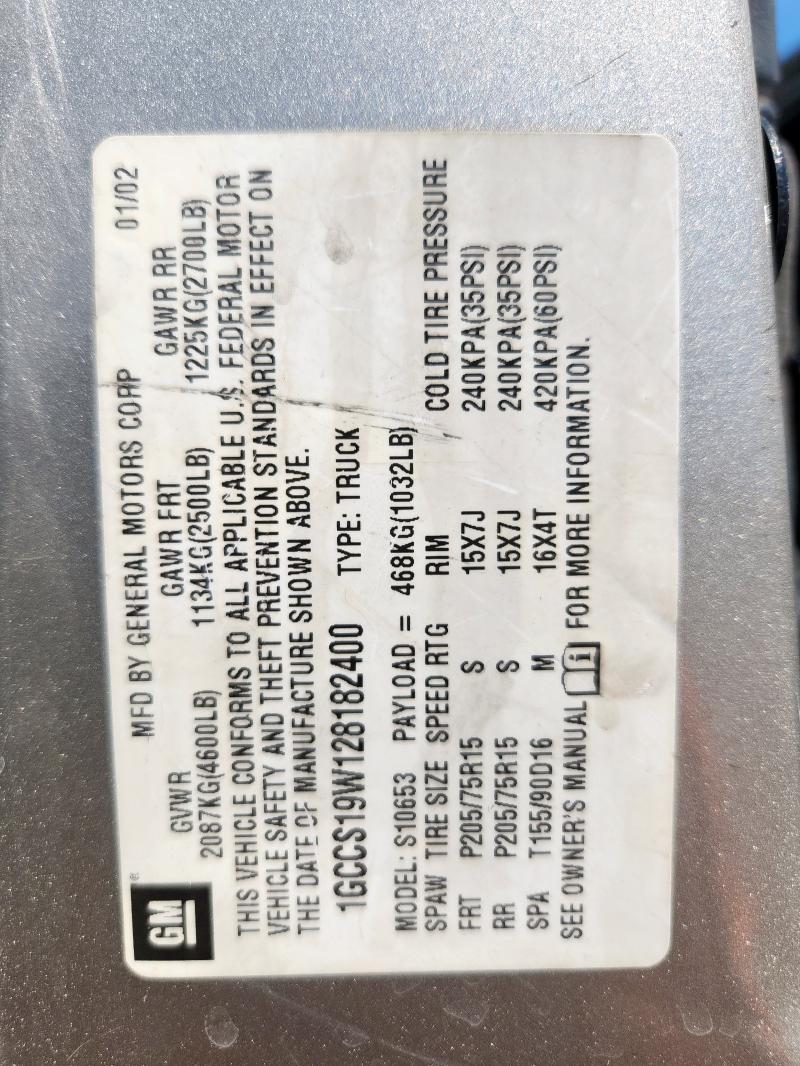 GM®
MFD BY GENERAL MOTORS CORP 01/02
GVWR GAWR FRT GAWR RR
2087KG(4600LB) 1134KG(2500LB) 1225KG(2700LB)
THIS VEHICLE CONFORMS TO ALL APPLICABLE U.S. FEDERAL MOTOR
VEHICLE SAFETY AND THEFT PREVENTION STANDARDS IN EFFECT ON
THE DATE OF MANUFACTURE SHOWN ABOVE.
1GCCS19W128182400 TYPE: TRUCK
MODEL: S10653 PAYLOAD = 468KG(1032LB)
SPAW TIRE SIZE SPEED RTG RIM COLD TIRE PRESSURE
FRT P205/75R15 S 15X7J 240KPA(35PSI)
RR P205/75R15 S 15X7J 240KPA(35PSI)
SPA T155/90D16 M 16X4T 420KPA(60PSI)
SEE OWNER'S MANUAL i FOR MORE INFORMATION.